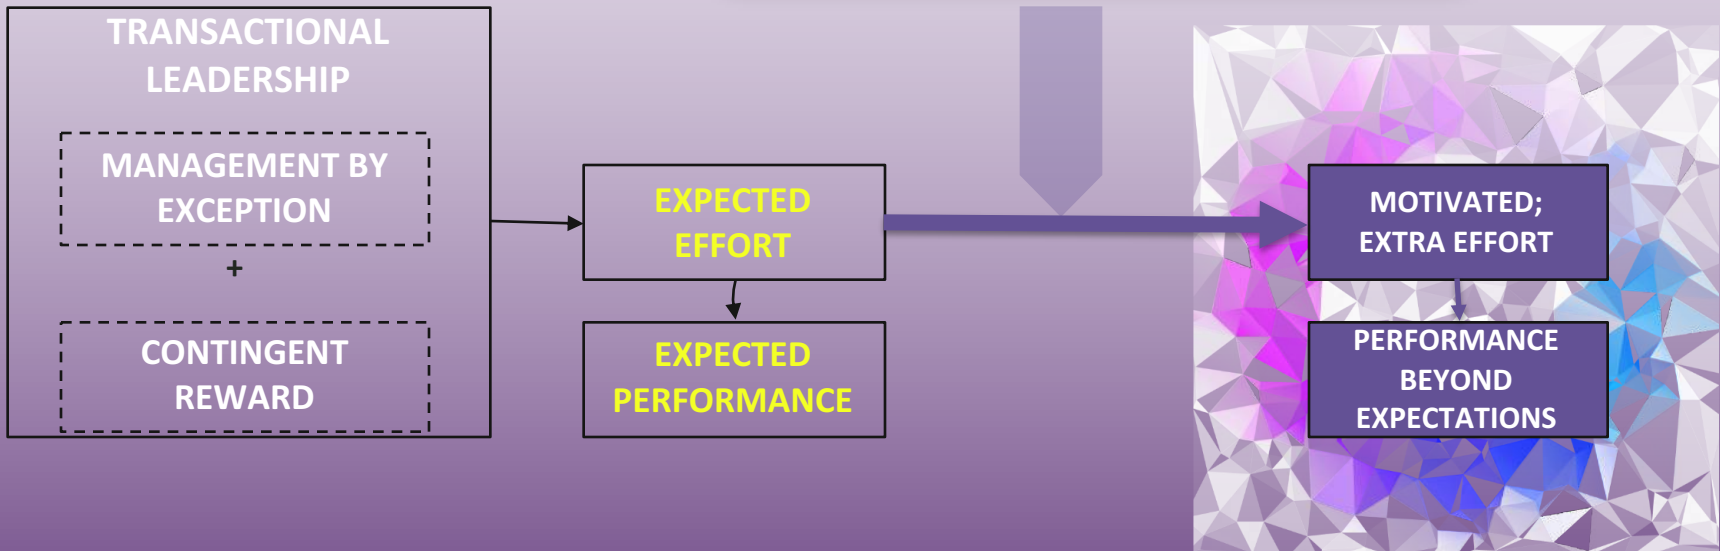 TRANSACTIONAL
LEADERSHIP
MANAGEMENT BY
EXCEPTION
+
CONTINGENT
REWARD
EXPECTED
EFFORT
EXPECTED
PERFORMANCE
MOTIVATED;
EXTRA EFFORT
PERFORMANCE
BEYOND
EXPECTATIONS